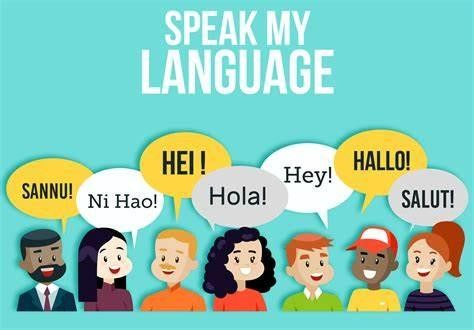 SPEAK MY
LANGUAGE
SANNU!
Ni Hao!
HEI !
Hola!
Hey!
HALLO!
SALUT!